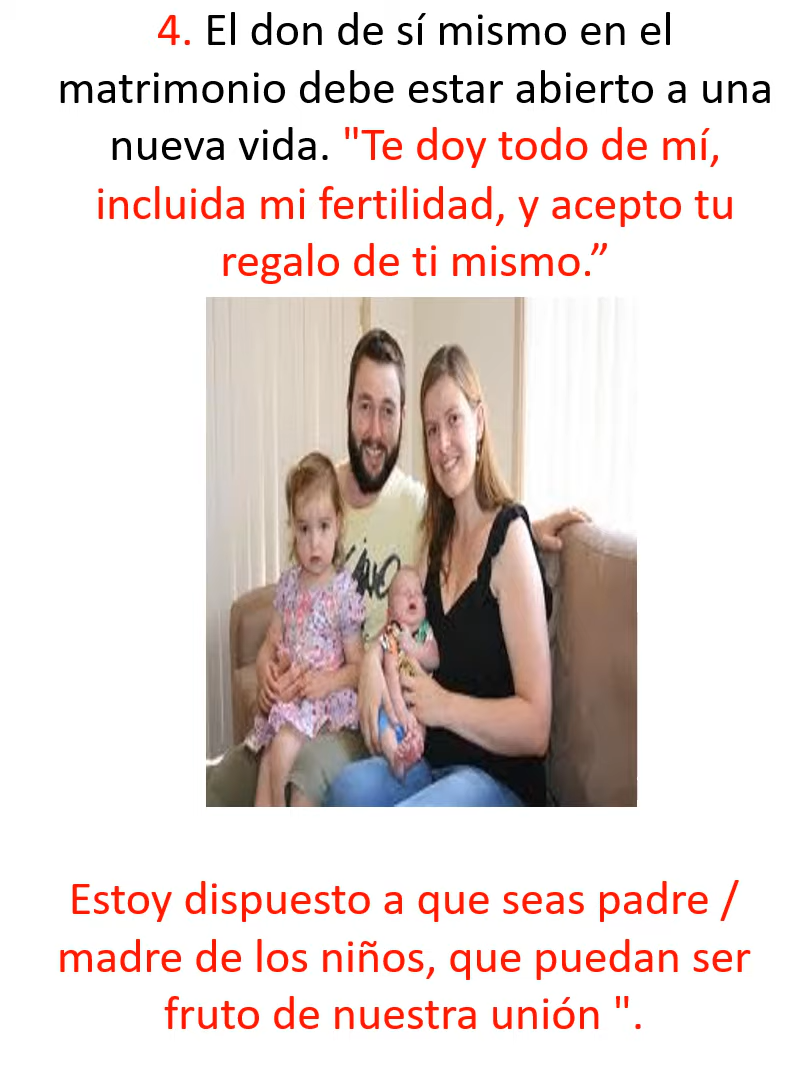 4. El don de sí mismo en el
matrimonio debe estar abierto a una
nueva vida. "Te doy todo de mí,
incluida mi fertilidad, y acepto tu
regalo de ti mismo.”
Estoy dispuesto a que seas padre /
madre de los niños, que puedan ser
fruto de nuestra unión ".